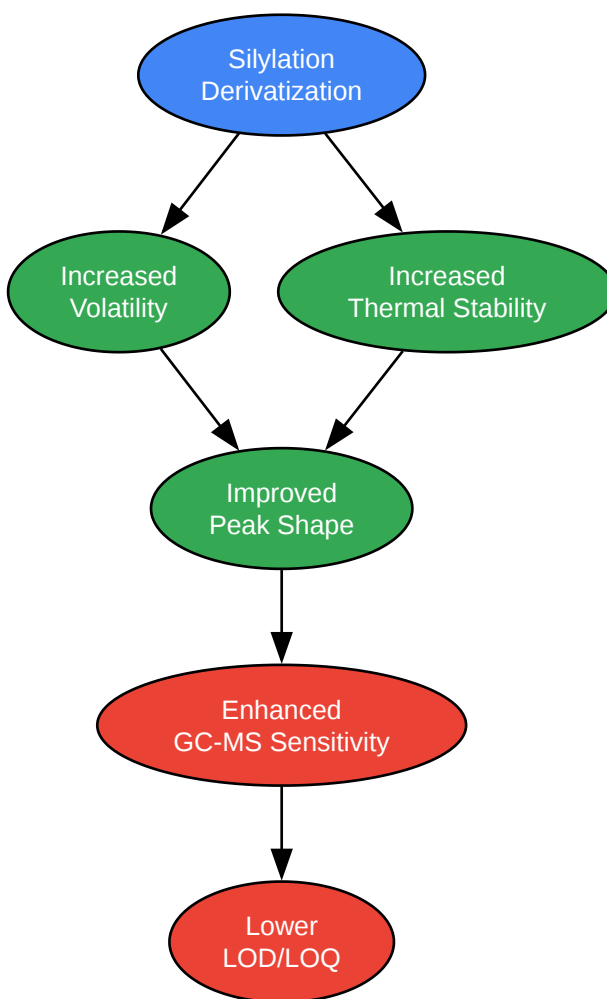 Silylation
Derivatization
Increased
Volatility
Increased
Thermal Stability
Improved
Peak Shape
Enhanced
GC-MS Sensitivity
Lower
LOD/LOQ